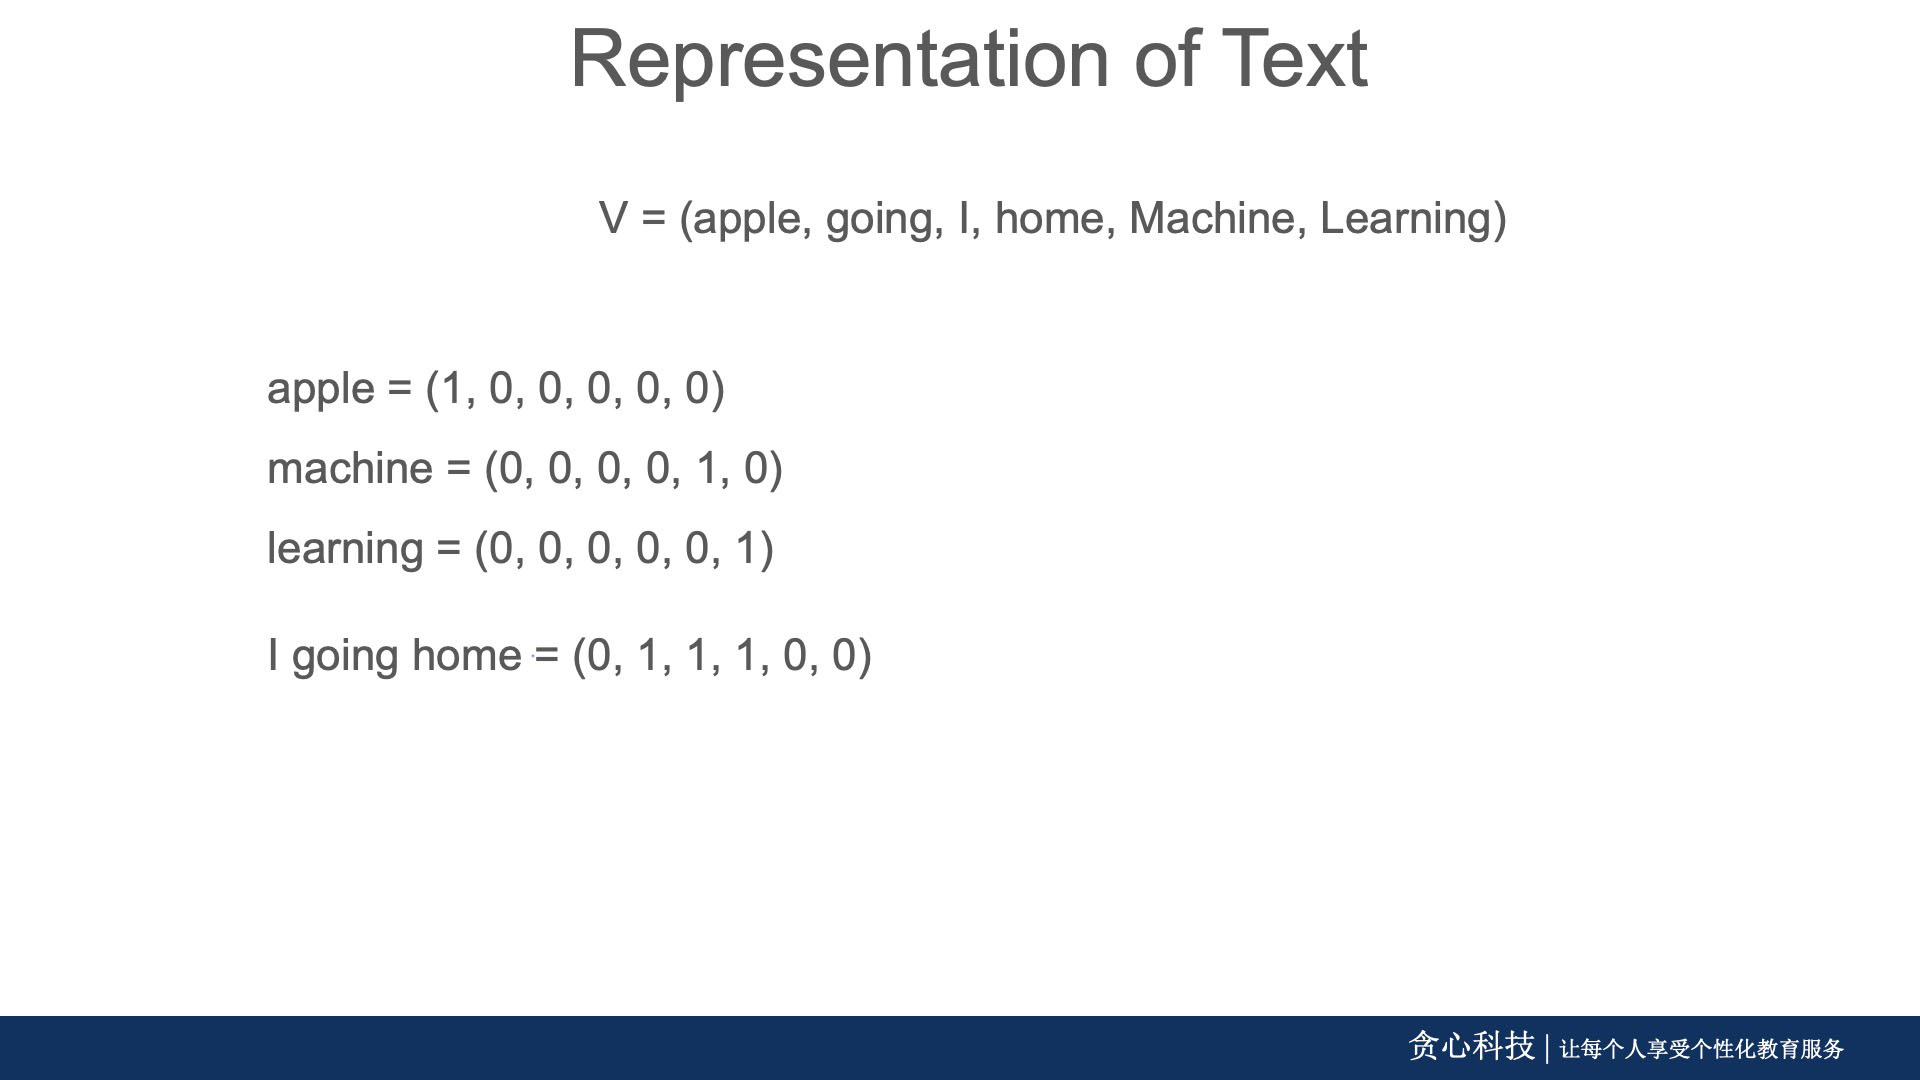 Representation of Text
V = (apple, going, I, home, Machine, Learning)
apple = (1, 0, 0, 0, 0, 0)
machine = (0, 0, 0, 0, 1, 0)
learning = (0, 0, 0, 0, 0, 1)
I going home = (0, 1, 1, 1, 0, 0)
贪心科技 | 让每个人享受个性化教育服务